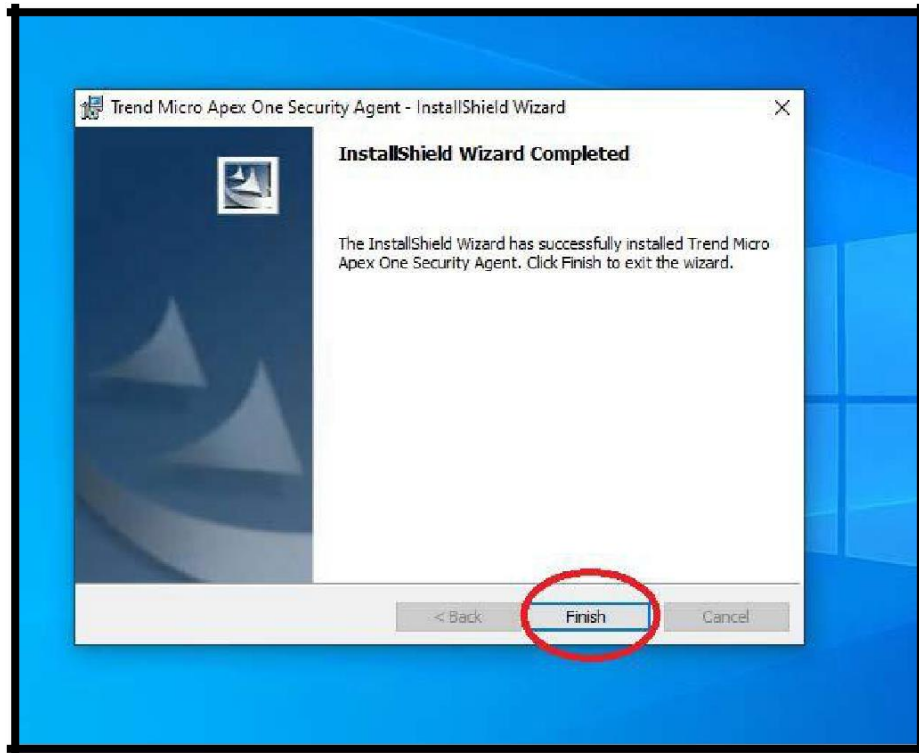 Trend Micro Apex One Security Agent - InstallShield Wizard
InstallShield Wizard Completed
The InstallShield Wizard has successfully installed Trend Micro
Apex One Security Agent. Click Finish to exit the wizard.
< Back Finish Cancel